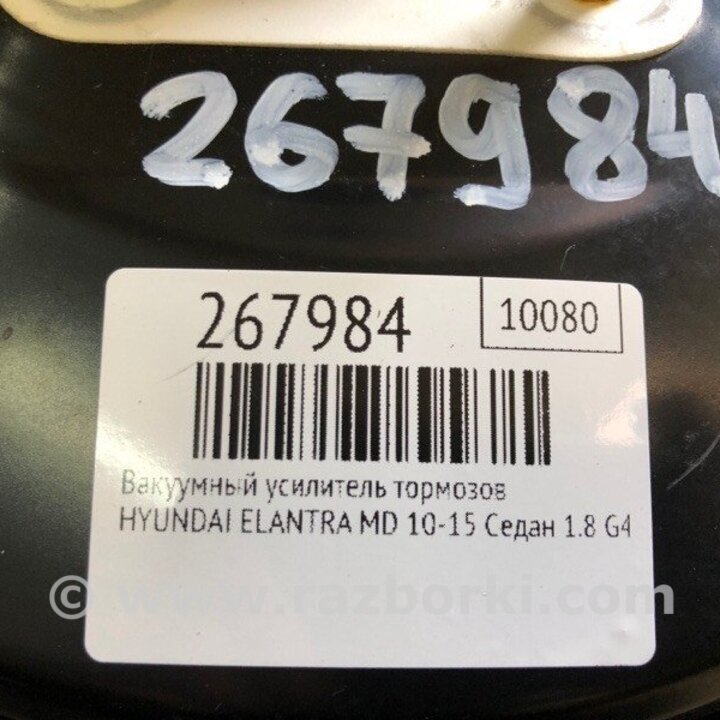 267984
267984
10080
Вакуумный усилитель тормозов
HYUNDAI ELANTRA MD 10-15 Седан 1.8 G4
© www.razborki.com